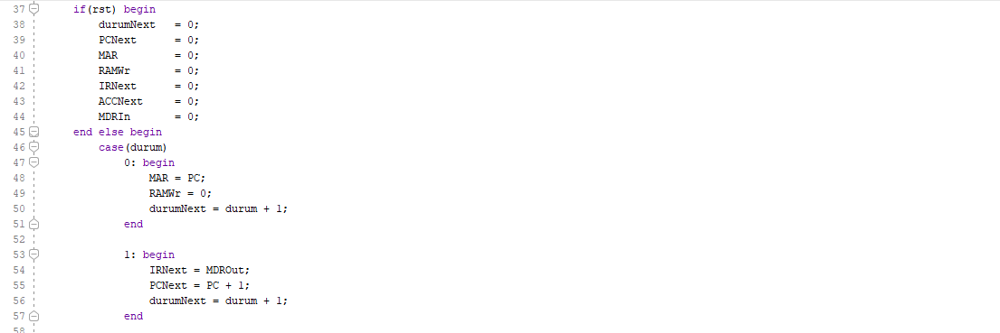 37 if(rst) begin
38 durumNext = 0;
39 PCNext = 0;
40 MAR = 0;
41 RAMWr = 0;
42 IRNext = 0;
43 ACCNext = 0;
44 MDRIn = 0;
45 end else begin
46 case(durum)
47 0: begin
48 MAR = PC;
49 RAMWr = 0;
50 durumNext = durum + 1;
51 end
52
53 1: begin
54 IRNext = MDROut;
55 PCNext = PC + 1;
56 durumNext = durum + 1;
57 end
58